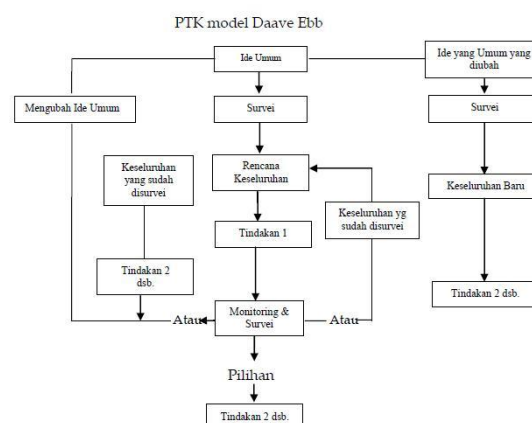 PTK model Daave Ebb
Ide Umum
Ide yang Umum yang
diubah
Mengubah Ide Umum
Survei
Survei
Keseluruhan
yang sudah
disurvei
Rencana
Keseluruhan
Keseluruhan Baru
Keseluruhan yg
sudah disurvei
Tindakan 1
Tindakan 2
dsb.
Tindakan 2 dsb.
Atau
Monitoring &
Survei
Atau
Pilihan
Tindakan 2 dsb.